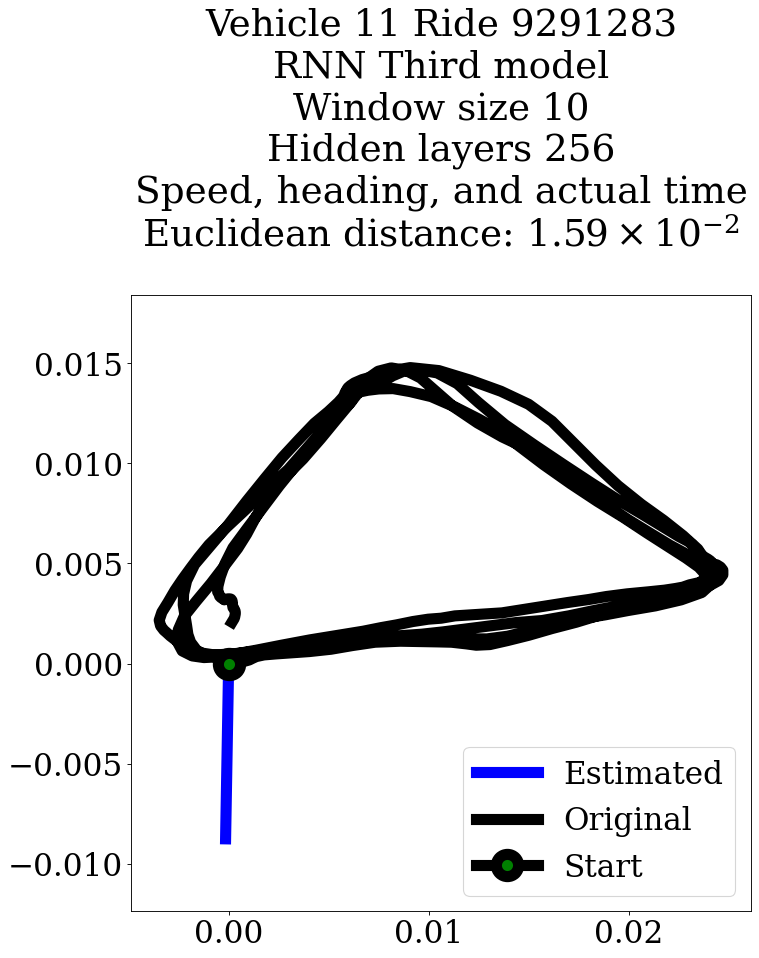 Vehicle 11 Ride 9291283
RNN Third model
Window size 10
Hidden layers 256
Speed, heading, and actual time
Euclidean distance: 1.59 × 10⁻²
0.015
0.010
0.005
0.000
−0.005
−0.010
Estimated
Original
Start
0.00 0.01 0.02